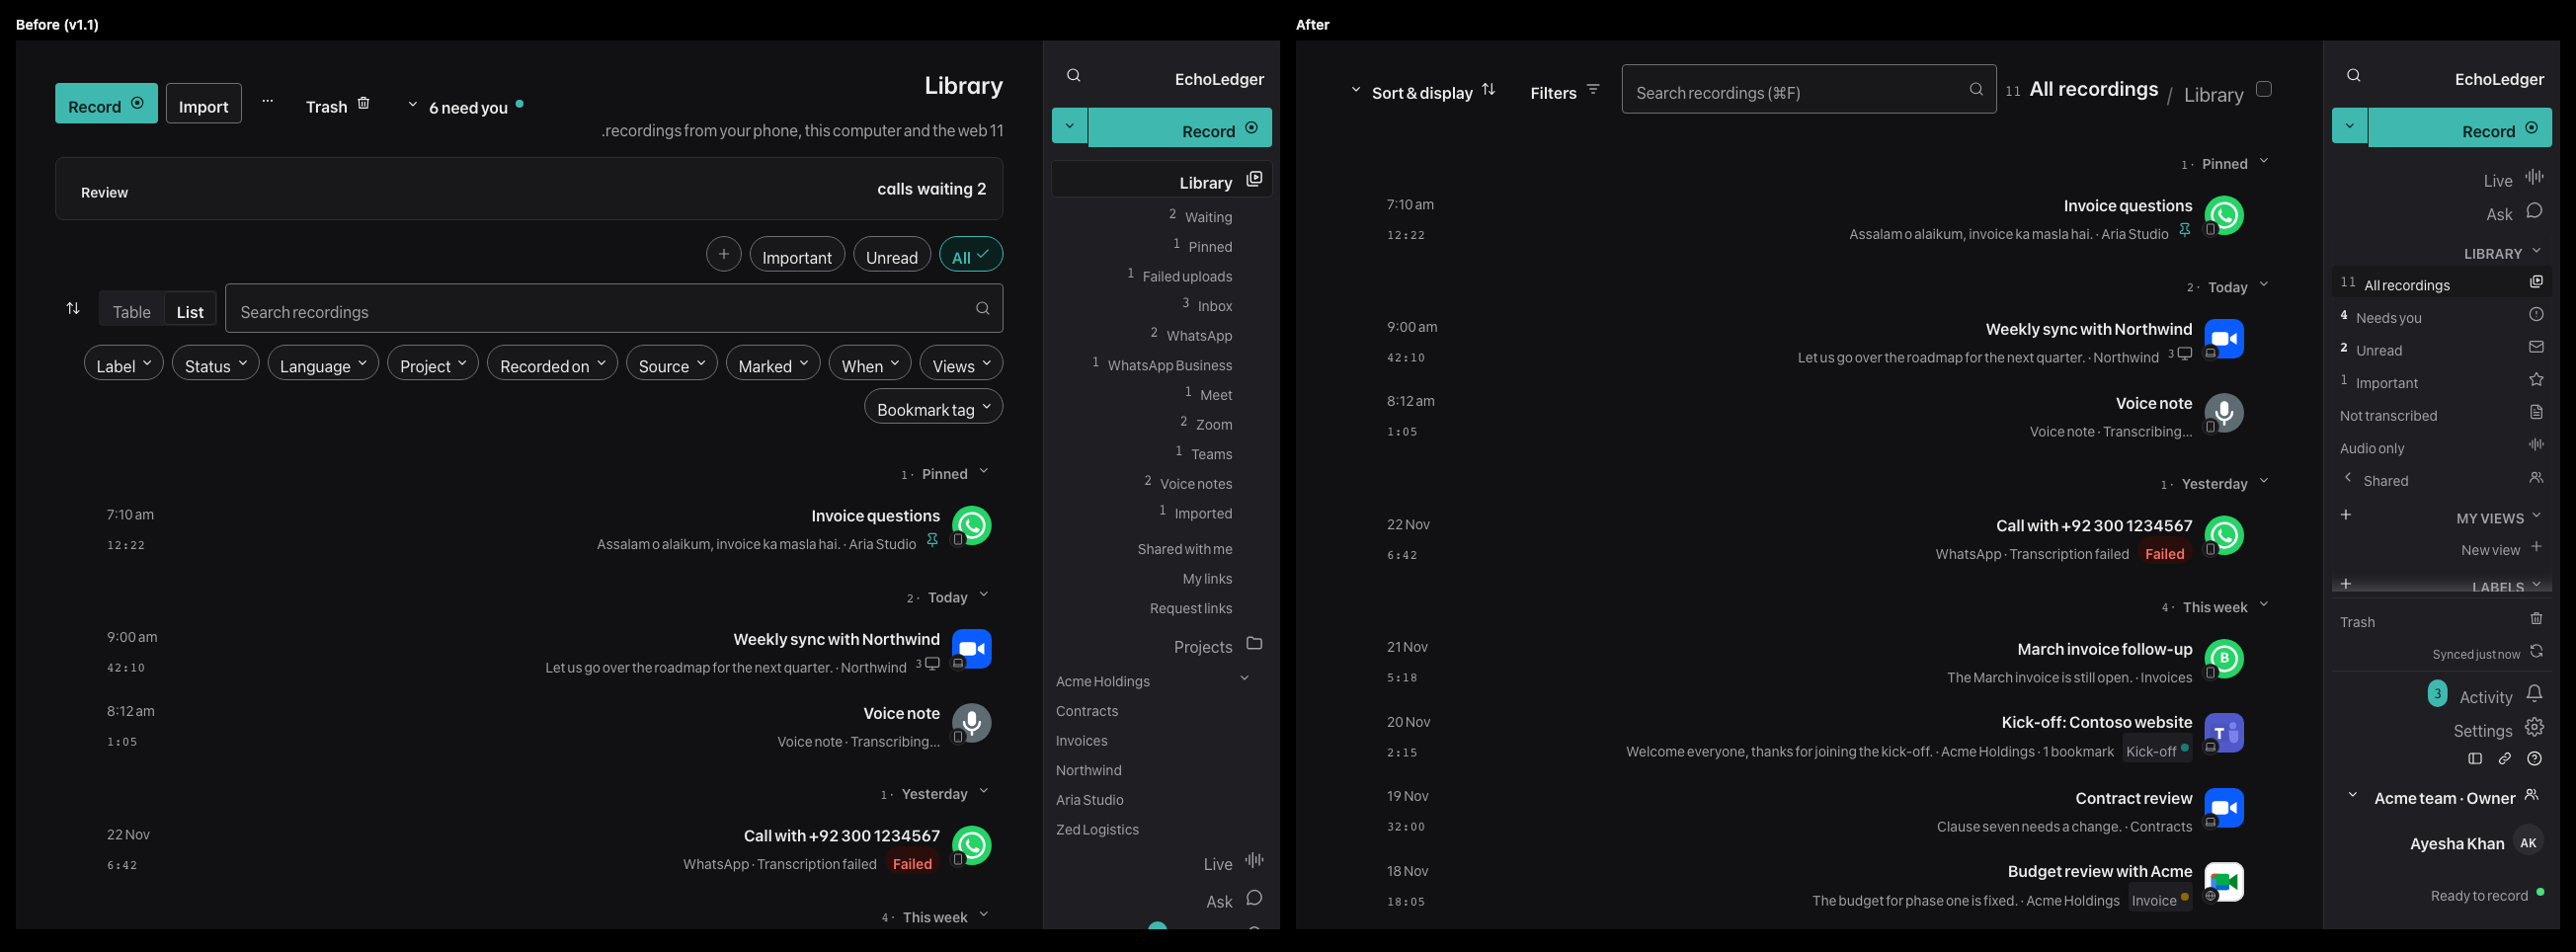 Before (v1.1)
EchoLedger
Record
Library
Waiting 2
Pinned 1
Failed uploads 1
Inbox 3
WhatsApp 2
WhatsApp Business 1
Meet 1
Zoom 2
Teams 1
Voice notes 2
Imported 1
Shared with me
My links
Request links
Projects
Acme Holdings
Contracts
Invoices
Northwind
Aria Studio
Zed Logistics
Live
Ask
Library
.recordings from your phone, this computer and the web 11
Record Import ... Trash 6 need you
calls waiting 2
Review
All Unread Important +
Search recordings
List Table
Views When Marked Source Recorded on Project Language Status Label
Bookmark tag
Pinned · 1
Invoice questions
7:10 am
Assalam o alaikum, invoice ka masla hai. · Aria Studio
12:22
Today · 2
Weekly sync with Northwind
9:00 am
3 Let us go over the roadmap for the next quarter. · Northwind
42:10
Voice note
8:12 am
Voice note · Transcribing...
1:05
Yesterday · 1
Call with +92 300 1234567
22 Nov
Failed WhatsApp · Transcription failed
6:42
This week · 4
After
EchoLedger
Record
Live
Ask
LIBRARY
All recordings 11
Needs you 4
Unread 2
Important 1
Not transcribed
Audio only
Shared
MY VIEWS +
New view +
LABELS +
Trash
Synced just now
Activity 3
Settings
Acme team · Owner
AK Ayesha Khan
Ready to record
Library / All recordings 11
Search recordings (⌘F)
Filters
Sort & display
Pinned · 1
Invoice questions
7:10 am
Assalam o alaikum, invoice ka masla hai. · Aria Studio
12:22
Today · 2
Weekly sync with Northwind
9:00 am
3 Let us go over the roadmap for the next quarter. · Northwind
42:10
Voice note
8:12 am
Voice note · Transcribing...
1:05
Yesterday · 1
Call with +92 300 1234567
22 Nov
Failed WhatsApp · Transcription failed
6:42
This week · 4
B
March invoice follow-up
21 Nov
The March invoice is still open. · Invoices
5:18
Kick-off: Contoso website
20 Nov
Kick-off Welcome everyone, thanks for joining the kick-off. · Acme Holdings · 1 bookmark
2:15
Contract review
19 Nov
Clause seven needs a change. · Contracts
32:00
Budget review with Acme
18 Nov
Invoice The budget for phase one is fixed. · Acme Holdings
18:05